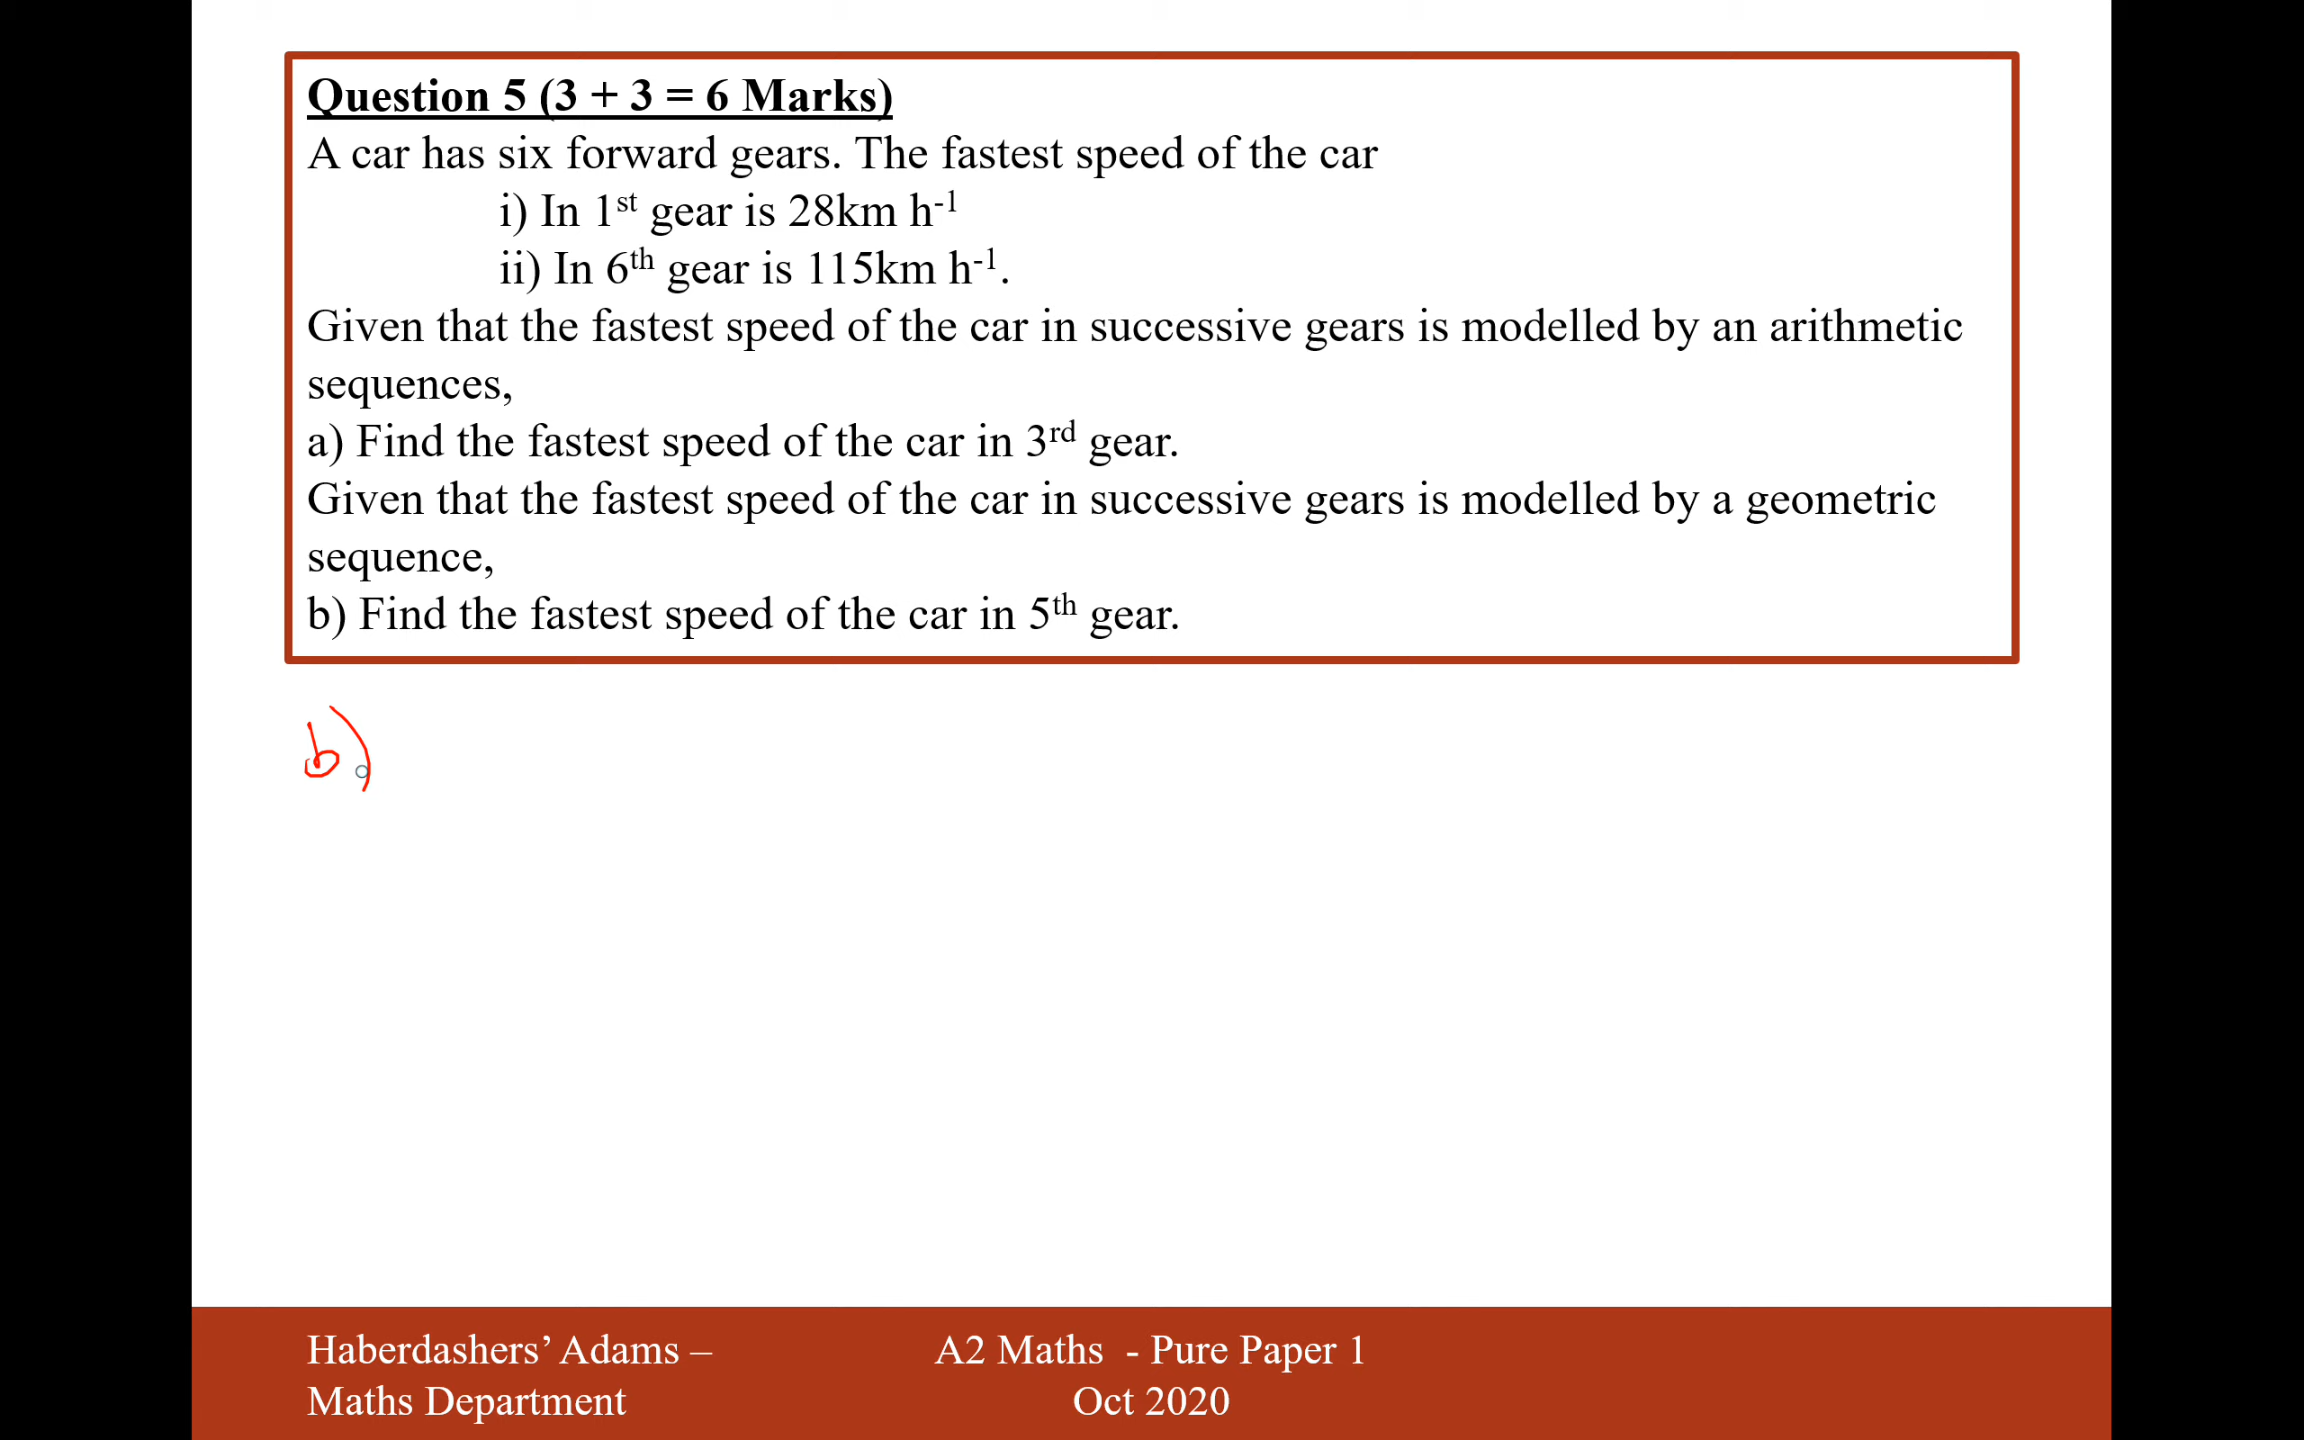 Question 5 (3 + 3 = 6 Marks)
A car has six forward gears. The fastest speed of the car
i) In 1st gear is 28km h-1
ii) In 6th gear is 115km h-1.
Given that the fastest speed of the car in successive gears is modelled by an arithmetic
sequences,
a) Find the fastest speed of the car in 3rd gear.
Given that the fastest speed of the car in successive gears is modelled by a geometric
sequence,
b) Find the fastest speed of the car in 5th gear.
b)
Haberdashers’ Adams –
Maths Department
A2 Maths - Pure Paper 1
Oct 2020